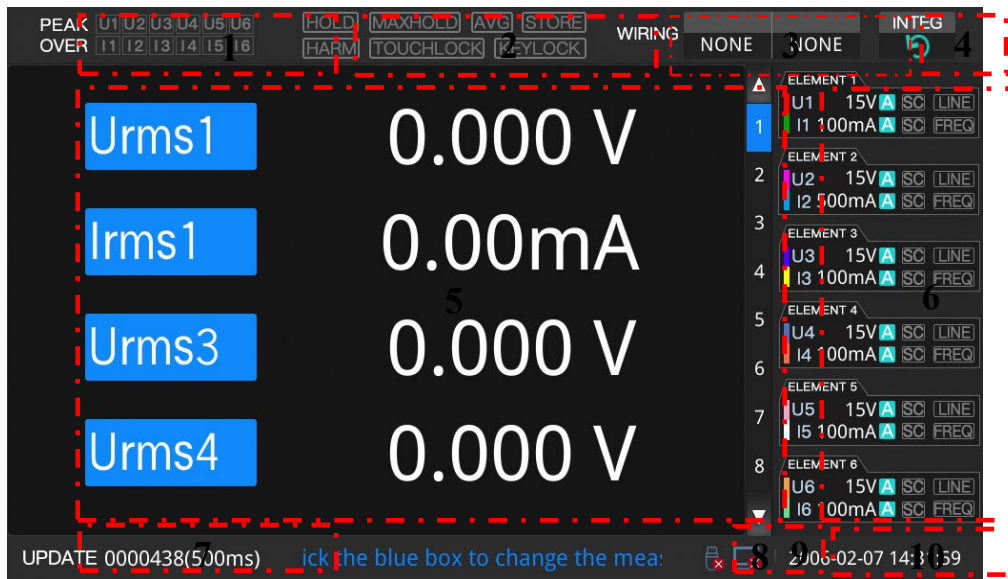 PEAK U1 U2 U3 U4 U5 U6
OVER I1 I2 I3 I4 I5 I6
1
HOLD MAXHOLD AVG STORE
HARM TOUCHLOCK KEYLOCK
2
WIRING
NONE NONE
3
INTEG
4
Urms1 0.000 V
Irms1 0.00mA
Urms3 0.000 V
Urms4 0.000 V
5
1
2
3
4
5
6
7
8
ELEMENT 1
U1 15V A SC LINE
I1 100mA A SC FREQ
ELEMENT 2
U2 15V A SC LINE
I2 500mA A SC FREQ
ELEMENT 3
U3 15V A SC LINE
I3 100mA A SC FREQ
6
ELEMENT 4
U4 15V A SC LINE
I4 100mA A SC FREQ
ELEMENT 5
U5 15V A SC LINE
I5 100mA A SC FREQ
ELEMENT 6
U6 15V A SC LINE
I6 100mA A SC FREQ
UPDATE 0000438(500ms)
7
ick the blue box to change the mea
8
9
2006-02-07 14:31:59
10